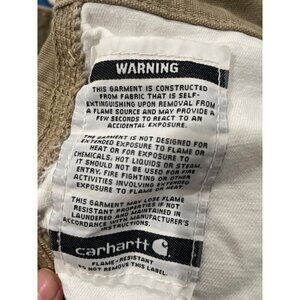 WARNING
THIS GARMENT IS CONSTRUCTED
FROM FABRIC THAT IS SELF-
EXTINGUISHING UPON REMOVAL FROM
A FLAME SOURCE AND MAY PROVIDE A
FEW SECONDS TO REACT TO AN
ACCIDENTAL EXPOSURE.
THE GARMENT IS NOT DESIGNED FOR
EXTENDED EXPOSURE TO FLAME OR
HEAT OR FOR EXPOSURE TO
CHEMICALS, HOT LIQUIDS OR STEAM.
IT SHOULD NOT BE USED FOR FIRE
ENTRY, FIRE FIGHTING OR OTHER
ACTIVITIES INVOLVING EXTENDED
EXPOSURE TO FLAME OR HEAT.
THIS GARMENT MAY LOSE FLAME
RESISTANT PROPERTIES IF NOT
LAUNDERED AND MAINTAINED IN
ACCORDANCE WITH MANUFACTURER'S
INSTRUCTIONS.
carhartt
FLAME-RESISTANT
DO NOT REMOVE THIS LABEL.